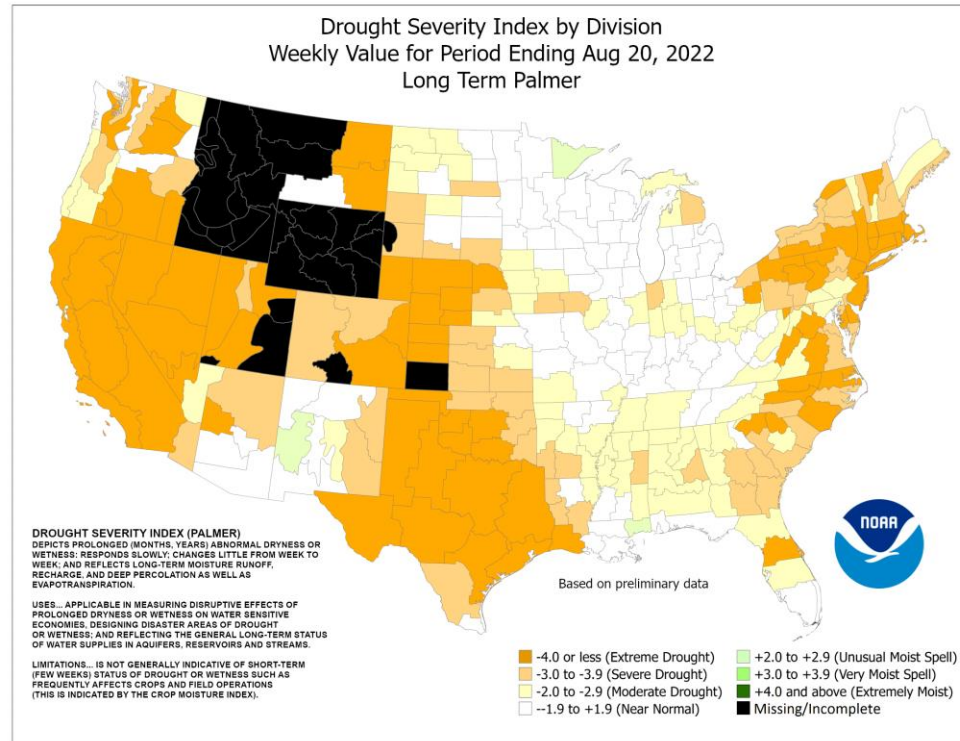 Drought Severity Index by Division
Weekly Value for Period Ending Aug 20, 2022
Long Term Palmer
DROUGHT SEVERITY INDEX (PALMER)
DEPICTS PROLONGED (MONTHS, YEARS) ABNORMAL DRYNESS OR
WETNESS: RESPONDS SLOWLY; CHANGES LITTLE FROM WEEK TO
WEEK; AND REFLECTS LONG-TERM MOISTURE RUNOFF,
RECHARGE, AND DEEP PERCOLATION AS WELL AS
EVAPOTRANSPIRATION.
USES... APPLICABLE IN MEASURING DISRUPTIVE EFFECTS OF
PROLONGED DRYNESS OR WETNESS ON WATER SENSITIVE
ECONOMIES, DESIGNING DISASTER AREAS OF DROUGHT
OR WETNESS; AND REFLECTING THE GENERAL LONG-TERM STATUS
OF WATER SUPPLIES IN AQUIFERS, RESERVOIRS AND STREAMS.
LIMITATIONS... IS NOT GENERALLY INDICATIVE OF SHORT-TERM
(FEW WEEKS) STATUS OF DROUGHT OR WETNESS SUCH AS
FREQUENTLY AFFECTS CROPS AND FIELD OPERATIONS
(THIS IS INDICATED BY THE CROP MOISTURE INDEX).
NOAA
Based on preliminary data
-4.0 or less (Extreme Drought)
-3.0 to -3.9 (Severe Drought)
-2.0 to -2.9 (Moderate Drought)
--1.9 to +1.9 (Near Normal)
+2.0 to +2.9 (Unusual Moist Spell)
+3.0 to +3.9 (Very Moist Spell)
+4.0 and above (Extremely Moist)
Missing/Incomplete